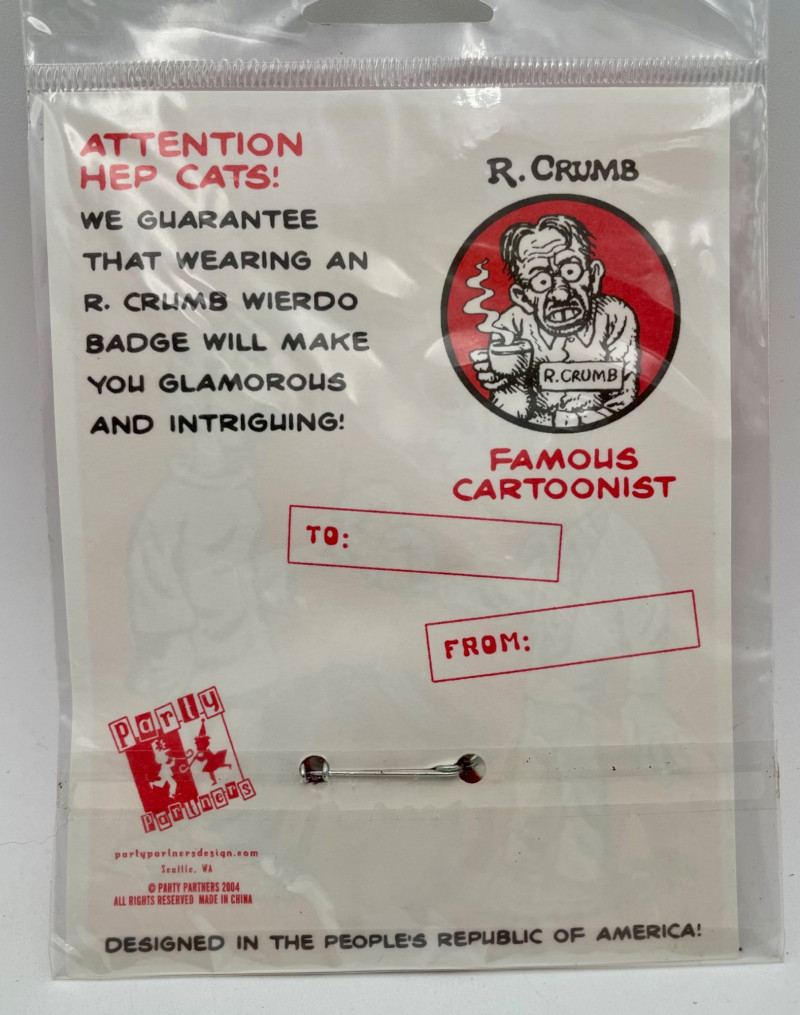 ATTENTION
HEP CATS!
WE GUARANTEE
THAT WEARING AN
R. CRUMB WIERDO
BADGE WILL MAKE
YOU GLAMOROUS
AND INTRIGUING!
R. CRUMB
R.CRUMB
FAMOUS
CARTOONIST
TO:
FROM:
Party
Partners
partypartnersdesign.com
Seattle, WA
© PARTY PARTNERS 2004
ALL RIGHTS RESERVED MADE IN CHINA
DESIGNED IN THE PEOPLE'S REPUBLIC OF AMERICA!